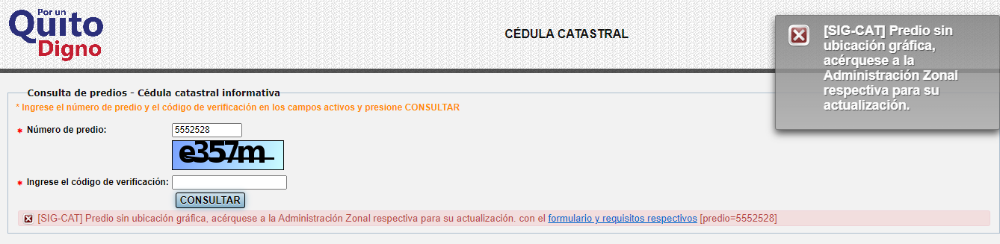 Por un
Quito
Digno
CÉDULA CATASTRAL
[SIG-CAT] Predio sin
ubicación gráfica,
acérquese a la
Administración Zonal
respectiva para su
actualización.
Consulta de predios - Cédula catastral informativa
* Ingrese el número de predio y el código de verificación en los campos activos y presione CONSULTAR
* Número de predio: 5552528
e357m
* Ingrese el código de verificación:
CONSULTAR
[SIG-CAT] Predio sin ubicación gráfica, acérquese a la Administración Zonal respectiva para su actualización. con el formulario y requisitos respectivos [predio=5552528]